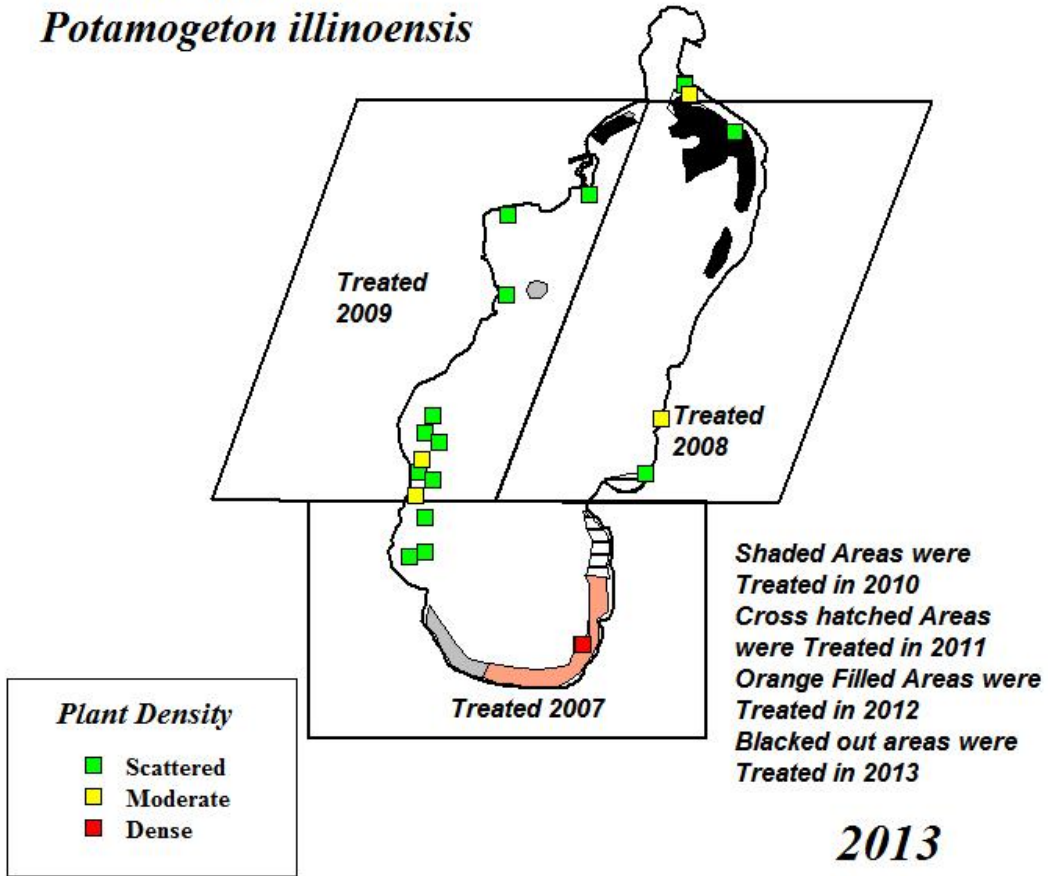 Potamogeton illinoensis
Treated
2009
Treated
2008
Shaded Areas were
Treated in 2010
Cross hatched Areas
were Treated in 2011
Orange Filled Areas were
Treated in 2012
Blacked out areas were
Treated in 2013
Treated 2007
Plant Density
Scattered
Moderate
Dense
2013